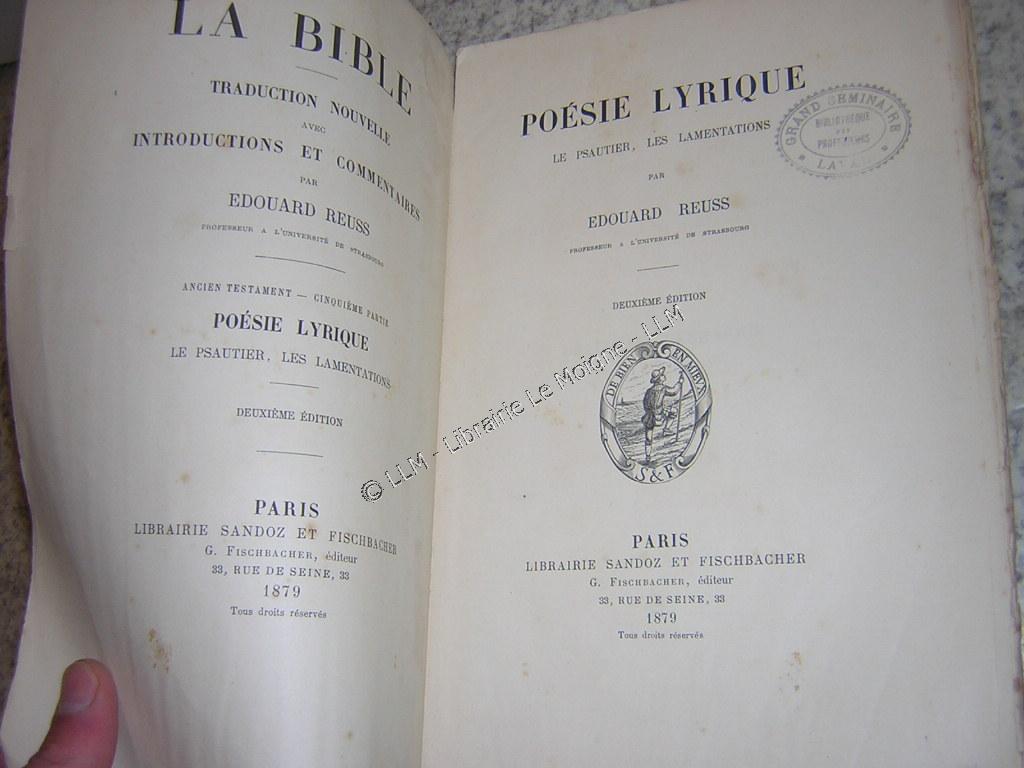 LA BIBLE
TRADUCTION NOUVELLE
AVEC
INTRODUCTIONS ET COMMENTAIRES
PAR
EDOUARD REUSS
PROFESSEUR A L'UNIVERSITÉ DE STRASBOURG
ANCIEN TESTAMENT — CINQUIÈME PARTIE
POÉSIE LYRIQUE
LE PSAUTIER, LES LAMENTATIONS
DEUXIÈME ÉDITION
PARIS
LIBRAIRIE SANDOZ ET FISCHBACHER
G. FISCHBACHER, éditeur
33, RUE DE SEINE, 33
1879
Tous droits réservés
POÉSIE LYRIQUE
LE PSAUTIER, LES LAMENTATIONS
PAR
EDOUARD REUSS
PROFESSEUR A L'UNIVERSITÉ DE STRASBOURG
DEUXIÈME ÉDITION
DE BIEN EN MIEVX
S & F
PARIS
LIBRAIRIE SANDOZ ET FISCHBACHER
G. FISCHBACHER, éditeur
33, RUE DE SEINE, 33
1879
Tous droits réservés
GRAND SEMINAIRE
BIBLIOTHÈQUE
DES
PROFESSEURS
© LLM - Librairie Le Moigne - LLM